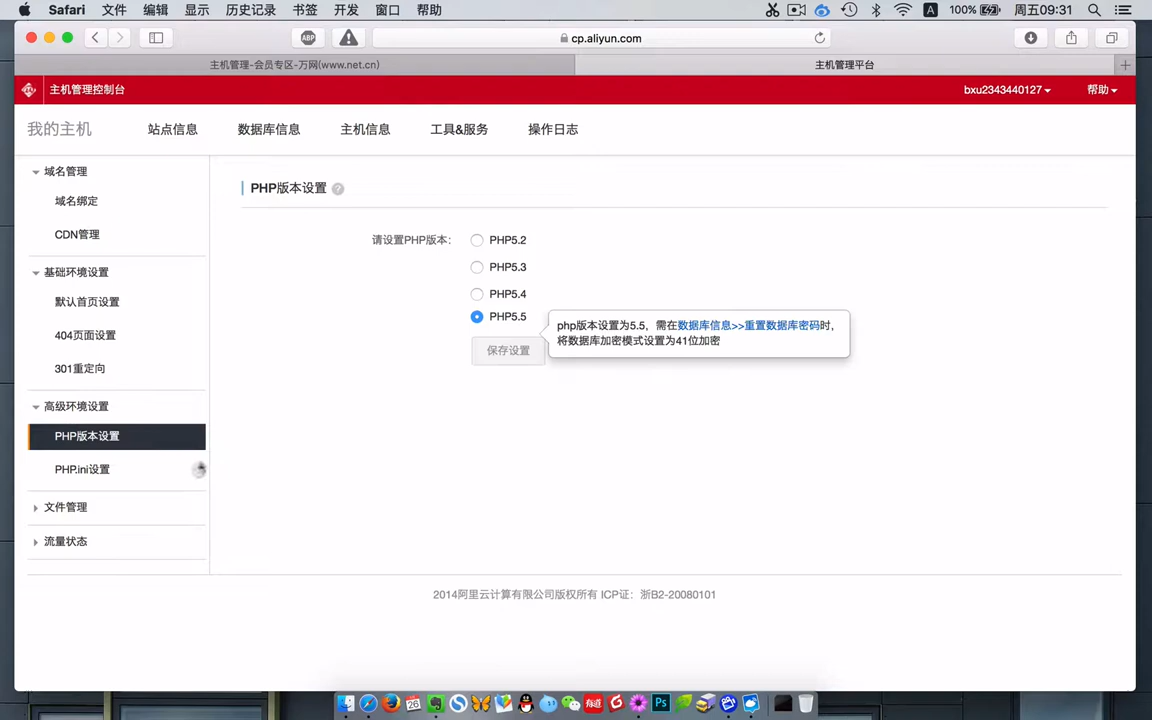 Safari 文件 编辑 显示 历史记录 书签 开发 窗口 帮助 A 100% 周五09:31
ABP cp.aliyun.com
主机管理-会员专区-万网(www.net.cn) 主机管理平台
主机管理控制台 bxu2343440127 帮助
我的主机 站点信息 数据库信息 主机信息 工具&服务 操作日志
域名管理
域名绑定
CDN管理
基础环境设置
默认首页设置
404页面设置
301重定向
高级环境设置
PHP版本设置
PHP.ini设置
文件管理
流量状态
PHP版本设置 ?
请设置PHP版本: PHP5.2
PHP5.3
PHP5.4
PHP5.5
php版本设置为5.5，需在数据库信息>>重置数据库密码时，
将数据库加密模式设置为41位加密
保存设置
2014阿里云计算有限公司版权所有 ICP证：浙B2-20080101
26 有道 Ps